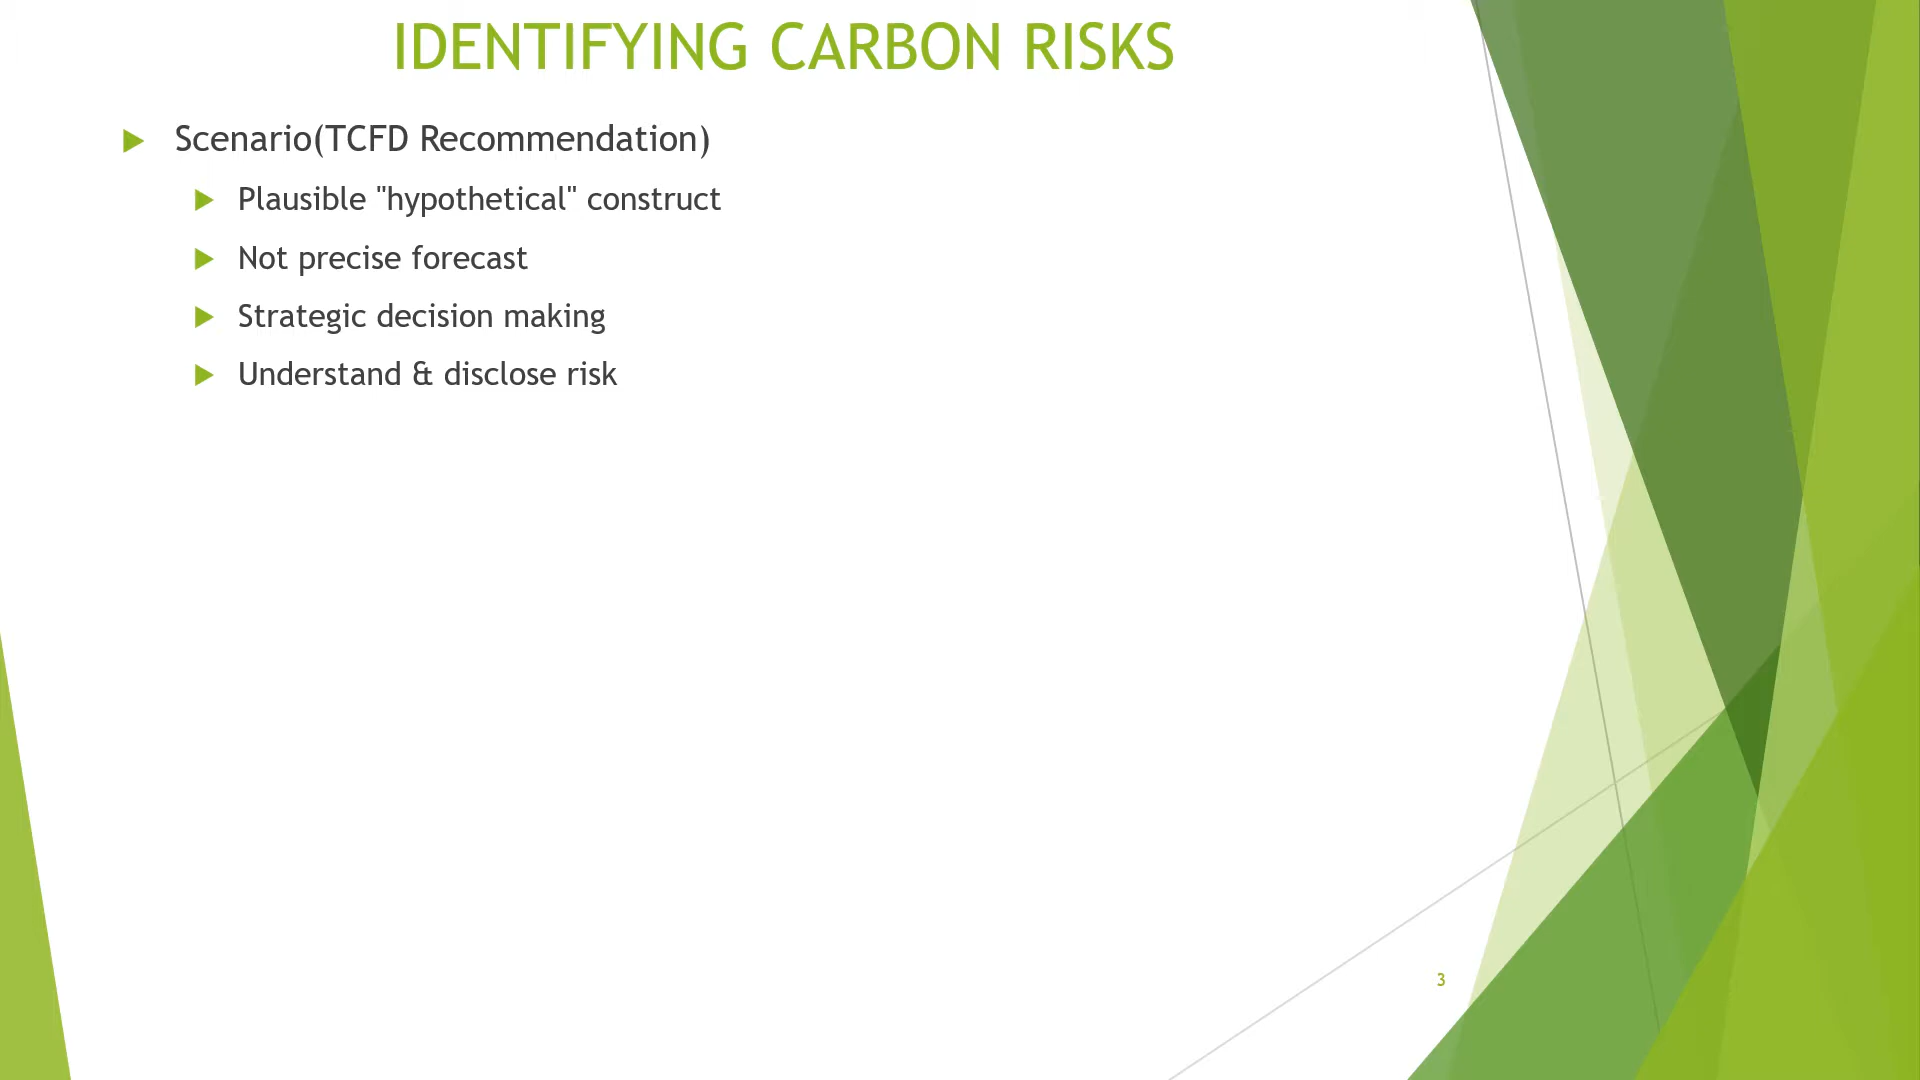 IDENTIFYING CARBON RISKS
Scenario(TCFD Recommendation)
Plausible "hypothetical" construct
Not precise forecast
Strategic decision making
Understand & disclose risk
3